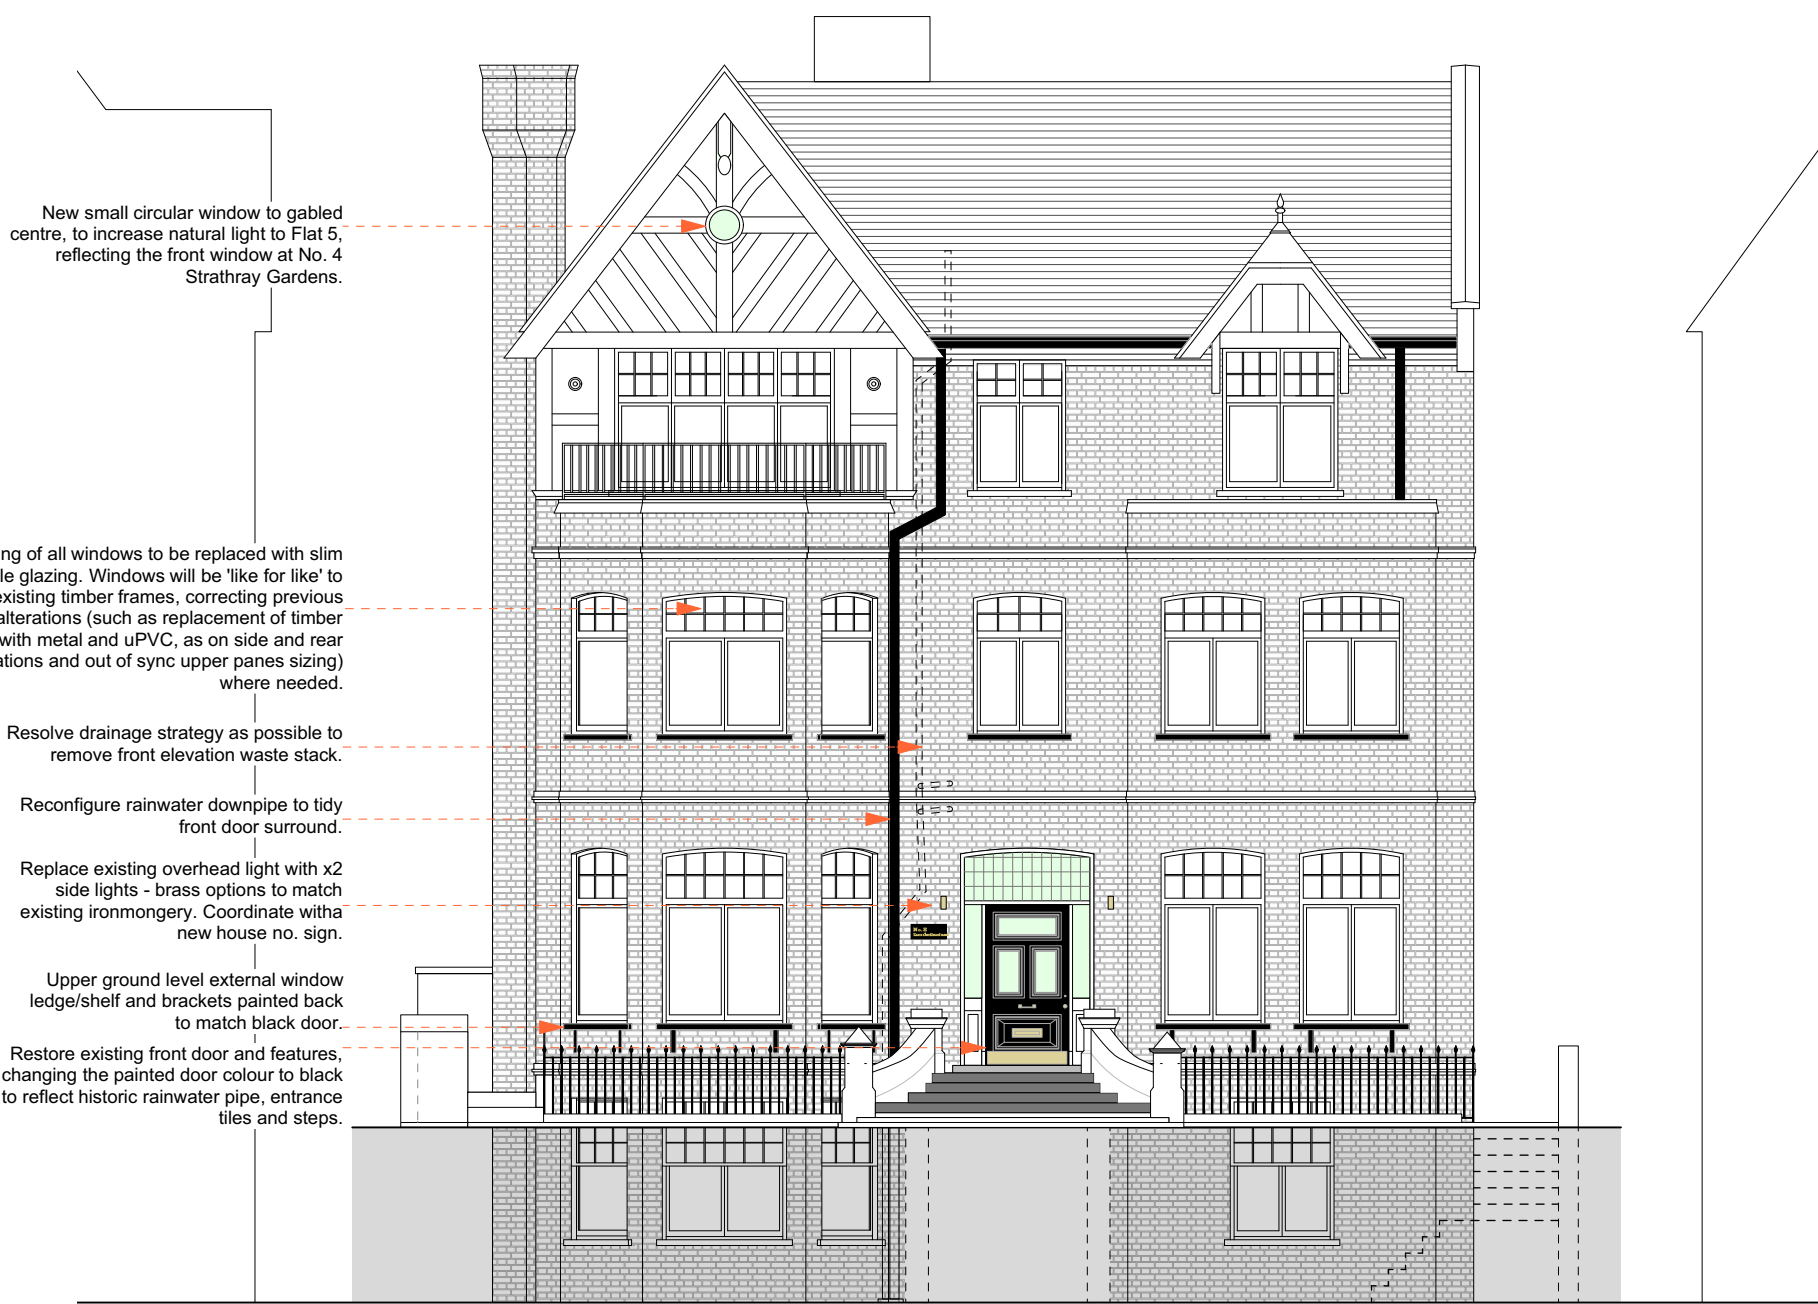 New small circular window to gabled
centre, to increase natural light to Flat 5,
reflecting the front window at No. 4
Strathray Gardens.
ng of all windows to be replaced with slim
le glazing. Windows will be 'like for like' to
existing timber frames, correcting previous
alterations (such as replacement of timber
with metal and uPVC, as on side and rear
ations and out of sync upper panes sizing)
where needed.
Resolve drainage strategy as possible to
remove front elevation waste stack.
Reconfigure rainwater downpipe to tidy
front door surround.
Replace existing overhead light with x2
side lights - brass options to match
existing ironmongery. Coordinate witha
new house no. sign.
No. 2
Upper ground level external window
ledge/shelf and brackets painted back
to match black door.
Restore existing front door and features,
changing the painted door colour to black
to reflect historic rainwater pipe, entrance
tiles and steps.